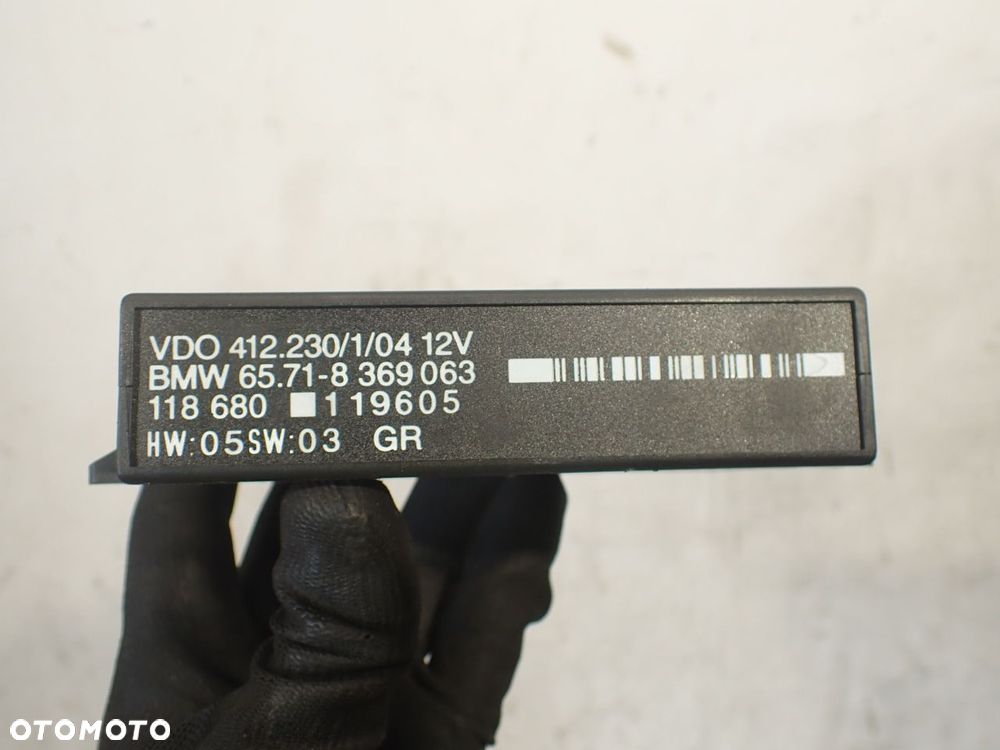 VDO 412.230/1/04 12V
BMW 65.71-8 369 063
118 680 119605
HW:05SW:03 GR
OTOMOTO